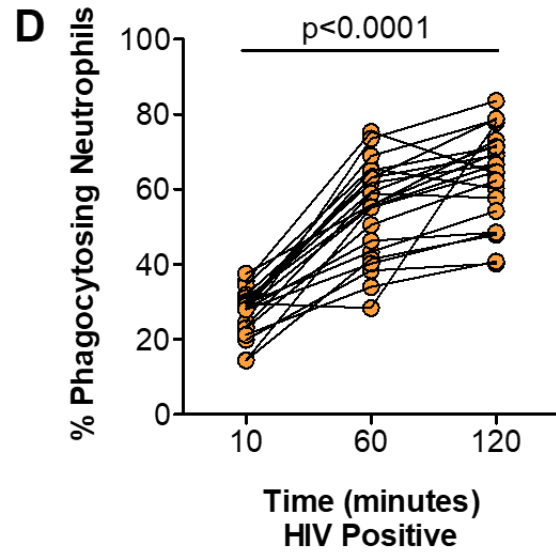 D
p<0.0001
% Phagocytosing Neutrophils
100
80
60
40
20
0
10 60 120
Time (minutes)
HIV Positive